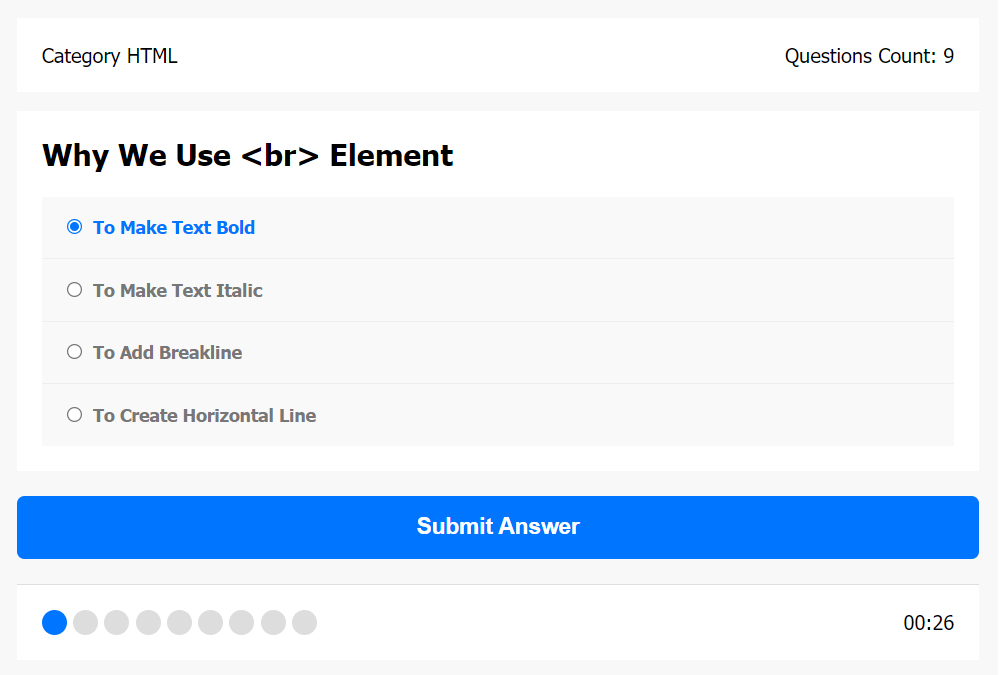 Category HTML
Questions Count: 9
Why We Use <br> Element
To Make Text Bold
To Make Text Italic
To Add Breakline
To Create Horizontal Line
Submit Answer
00:26